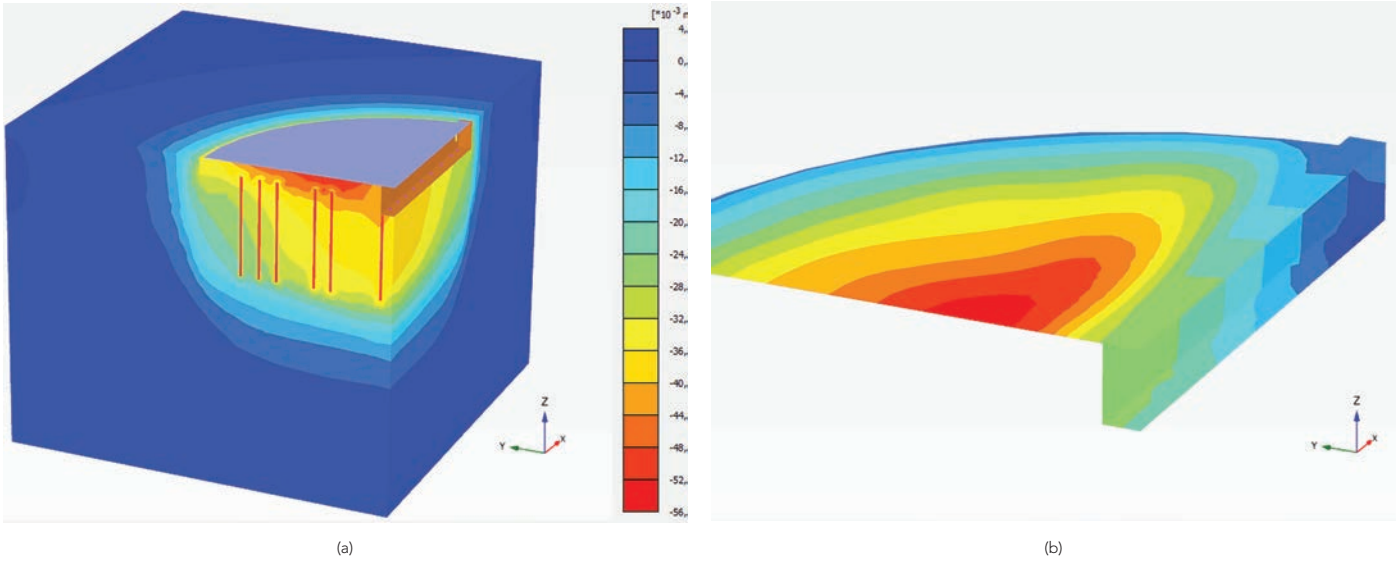 [*10⁻³ m
4,
0,
-4,
-8,
-12,
-16,
-20,
-24,
-28,
-32,
-36,
-40,
-44,
-48,
-52,
-56,
Z
Y
X
Z
Y
X
(a)
(b)